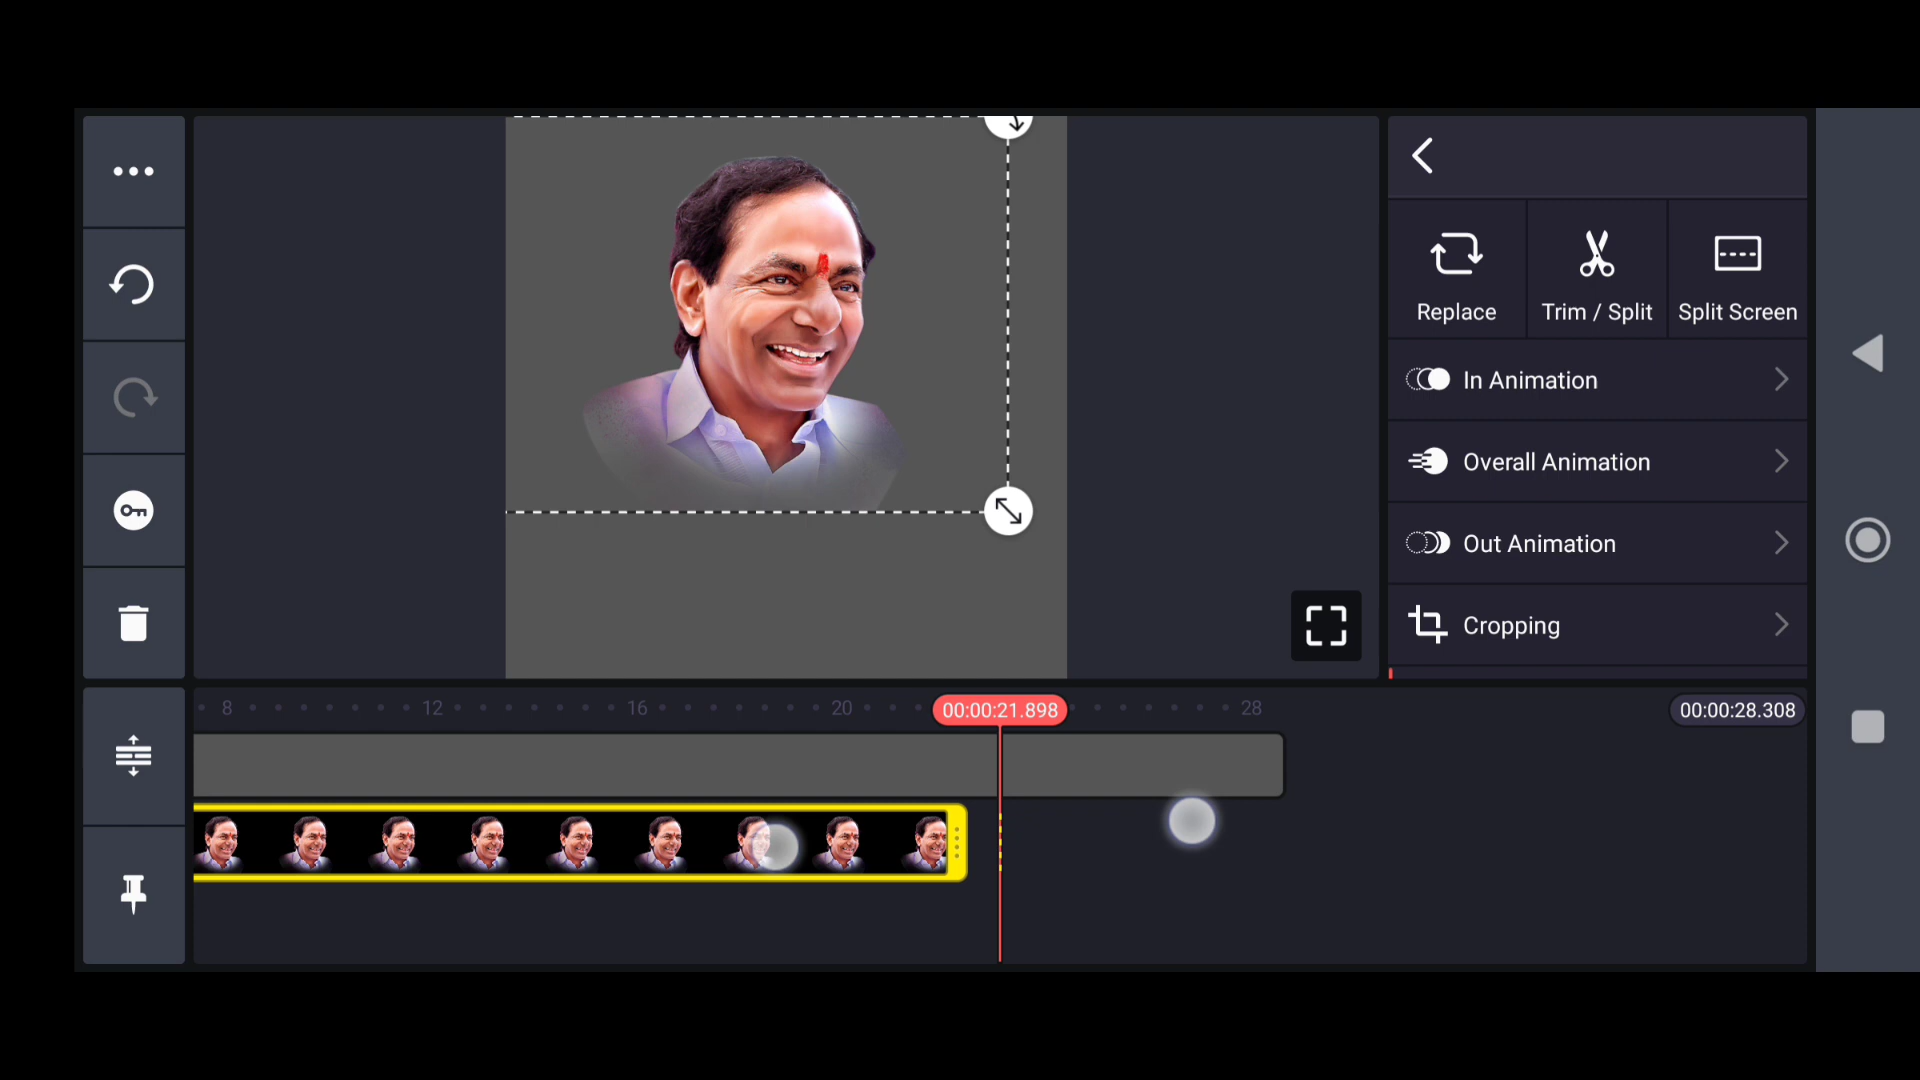 Replace
Trim / Split
Split Screen
In Animation
Overall Animation
Out Animation
Cropping
8 12 16 20 00:00:21.898 28 00:00:28.308